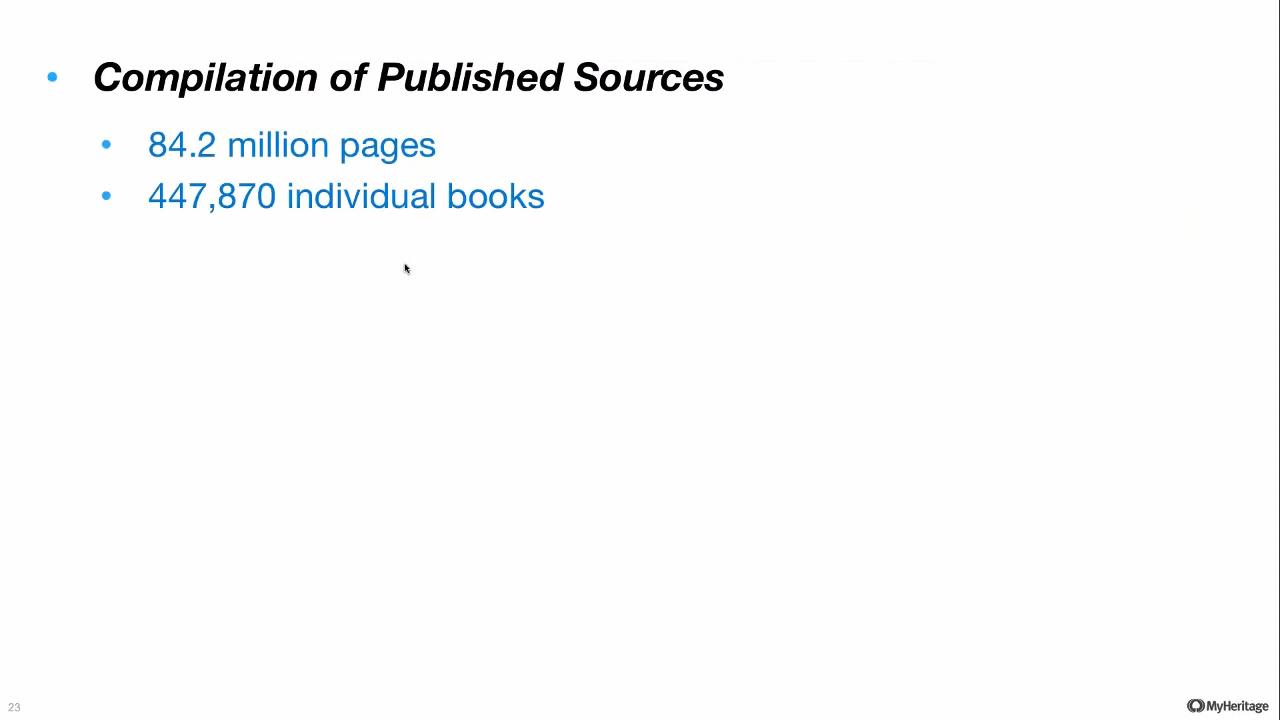 • Compilation of Published Sources
• 84.2 million pages
• 447,870 individual books
23
MyHeritage